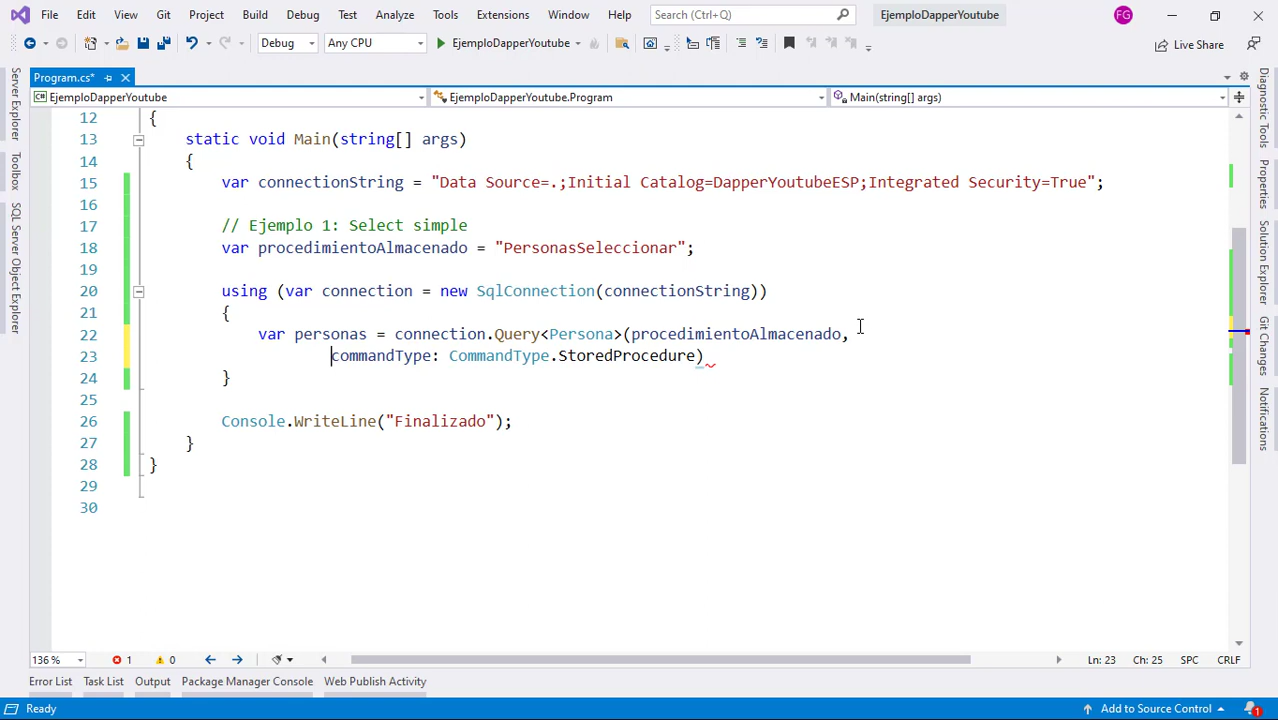 File Edit View Git Project Build Debug Test Analyze Tools Extensions Window Help Search (Ctrl+Q) EjemploDapperYoutube FG
Debug Any CPU EjemploDapperYoutube Live Share
Program.cs*
EjemploDapperYoutube EjemploDapperYoutube.Program Main(string[] args)
12 {
13 static void Main(string[] args)
14 {
15 var connectionString = "Data Source=.;Initial Catalog=DapperYoutubeESP;Integrated Security=True";
16
17 // Ejemplo 1: Select simple
18 var procedimientoAlmacenado = "PersonasSeleccionar";
19
20 using (var connection = new SqlConnection(connectionString))
21 {
22 var personas = connection.Query<Persona>(procedimientoAlmacenado,
23 commandType: CommandType.StoredProcedure)
24 }
25
26 Console.WriteLine("Finalizado");
27 }
28 }
29
30
Server Explorer
Toolbox
SQL Server Object Explorer
Diagnostic Tools
Properties
Solution Explorer
Git Changes
Notifications
136 % 1 0 Ln: 23 Ch: 25 SPC CRLF
Error List Task List Output Package Manager Console Web Publish Activity
Ready Add to Source Control 1